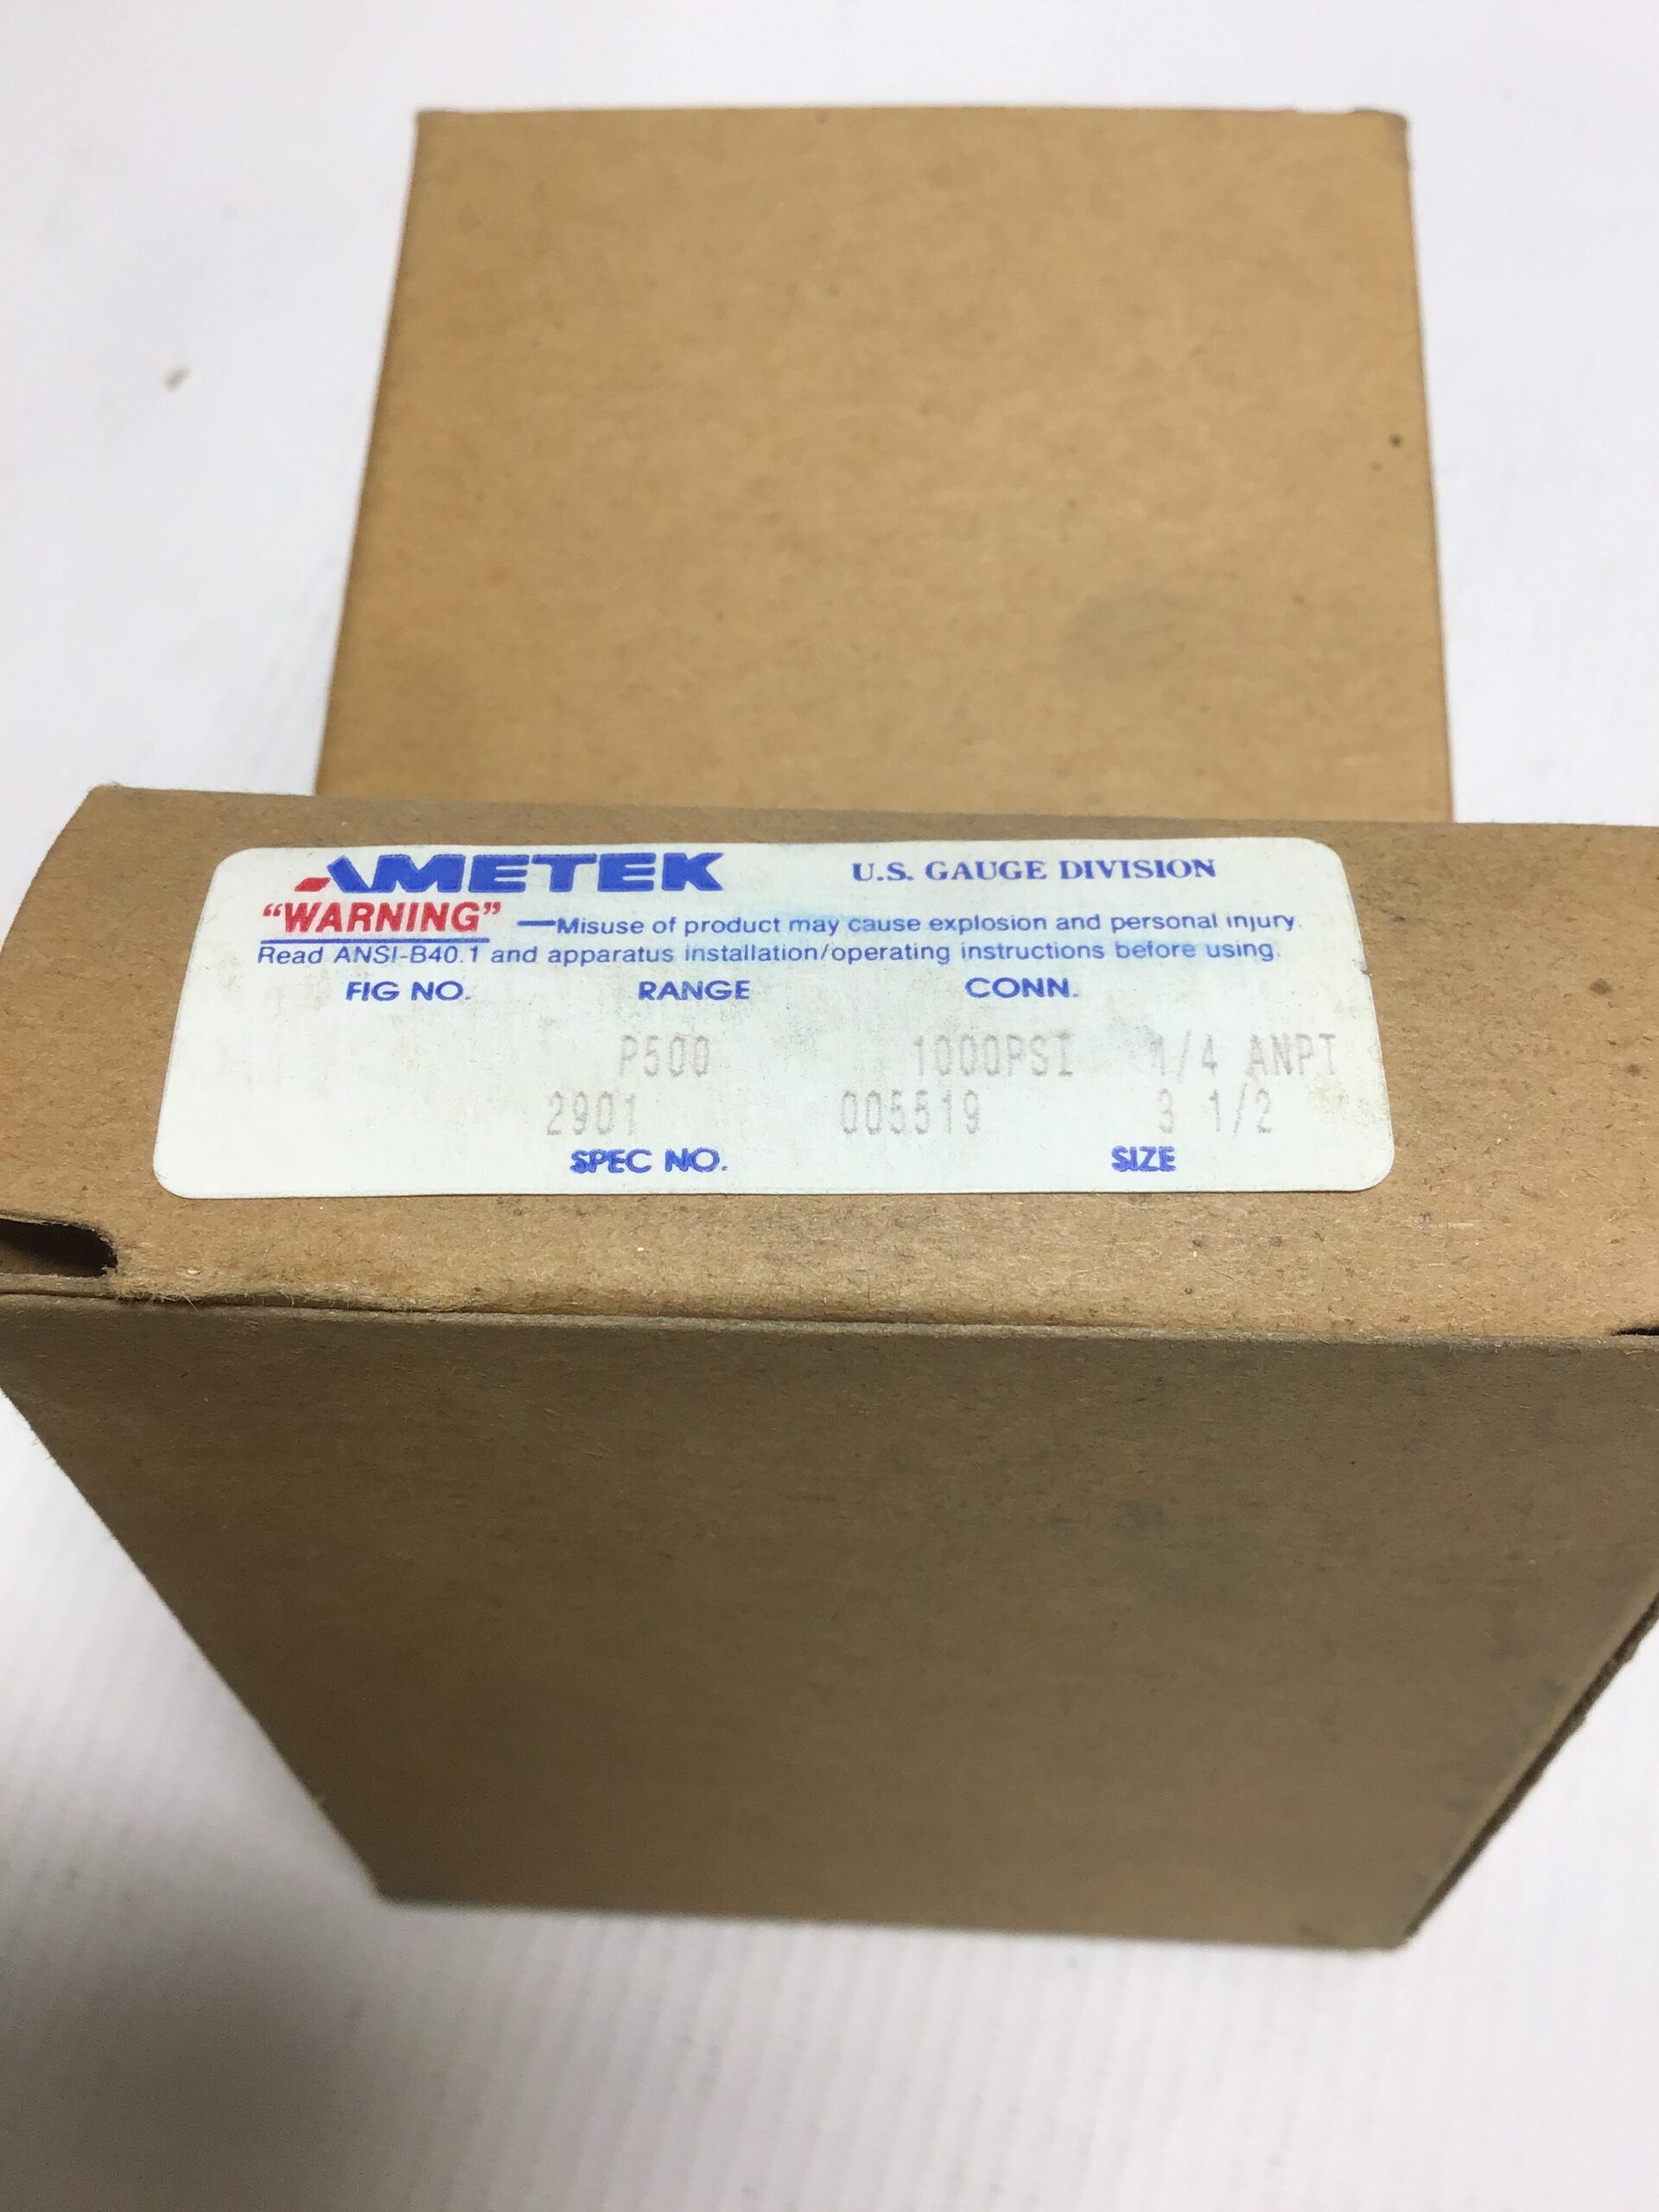 AMETEK U.S. GAUGE DIVISION
“WARNING” —Misuse of product may cause explosion and personal injury.
Read ANSI-B40.1 and apparatus installation/operating instructions before using.
FIG NO. RANGE CONN.
P500 1000PSI 1/4 ANPT
2901 005519 3 1/2
SPEC NO. SIZE